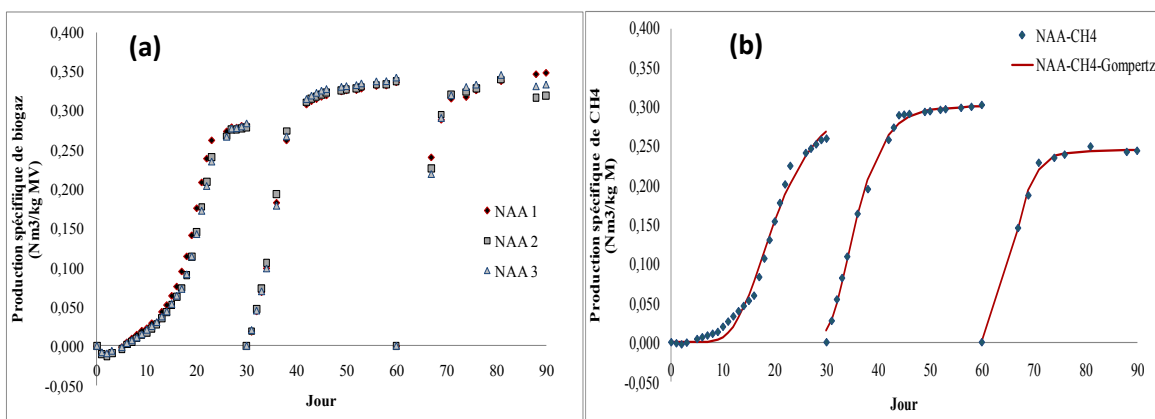 (a)
Production spécifique de biogaz
(Nm3/kg MV)
0,400
0,350
0,300
0,250
0,200
0,150
0,100
0,050
0,000
-0,050
0 10 20 30 40 50 60 70 80 90
Jour
NAA 1
NAA 2
NAA 3
(b)
Production spécifique de CH4
(Nm3/kg M)
0,400
0,350
0,300
0,250
0,200
0,150
0,100
0,050
0,000
-0,050
0 10 20 30 40 50 60 70 80 90
Jour
NAA-CH4
NAA-CH4-Gompertz